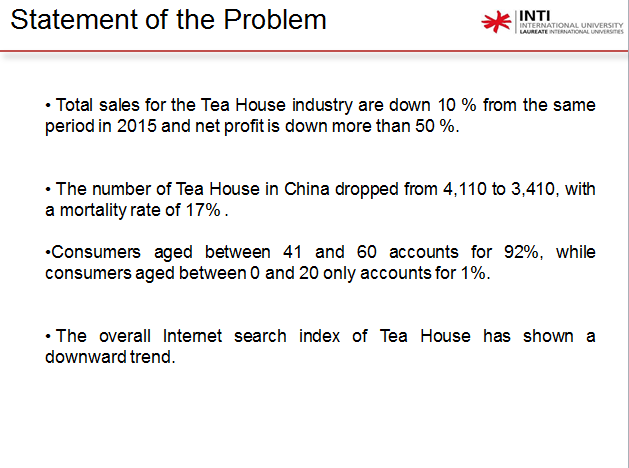 Statement of the Problem
INTI
INTERNATIONAL UNIVERSITY
LAUREATE INTERNATIONAL UNIVERSITIES
• Total sales for the Tea House industry are down 10 % from the same
period in 2015 and net profit is down more than 50 %.
• The number of Tea House in China dropped from 4,110 to 3,410, with
a mortality rate of 17% .
•Consumers aged between 41 and 60 accounts for 92%, while
consumers aged between 0 and 20 only accounts for 1%.
• The overall Internet search index of Tea House has shown a
downward trend.